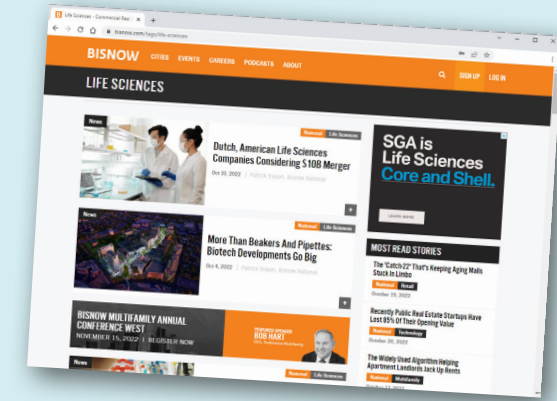 Life Sciences - Commercial Real
bisnow.com/tags/life-sciences
BISNOW
CITIES EVENTS CAREERS PODCASTS ABOUT
SIGN UP LOG IN
LIFE SCIENCES
News
National Life Sciences
Dutch, American Life Sciences
Companies Considering $10B Merger
Oct 10, 2022 | Patrick Sisson, Bisnow National
News
National Life Sciences
More Than Beakers And Pipettes:
Biotech Developments Go Big
Oct 4, 2022 | Patrick Sisson, Bisnow National
BISNOW MULTIFAMILY ANNUAL
CONFERENCE WEST
NOVEMBER 15, 2022 | REGISTER NOW
FEATURED SPEAKER
BOB HART
News
National Life Sciences
SGA is
Life Sciences
Core and Shell.
LEARN MORE
MOST READ STORIES
The 'Catch-22' That's Keeping Aging Malls
Stuck In Limbo
National Retail
October 19, 2022
Recently Public Real Estate Startups Have
Lost 85% Of Their Opening Value
National Technology
October 20, 2022
The Widely Used Algorithm Helping
Apartment Landlords Jack Up Rents
National Multifamily